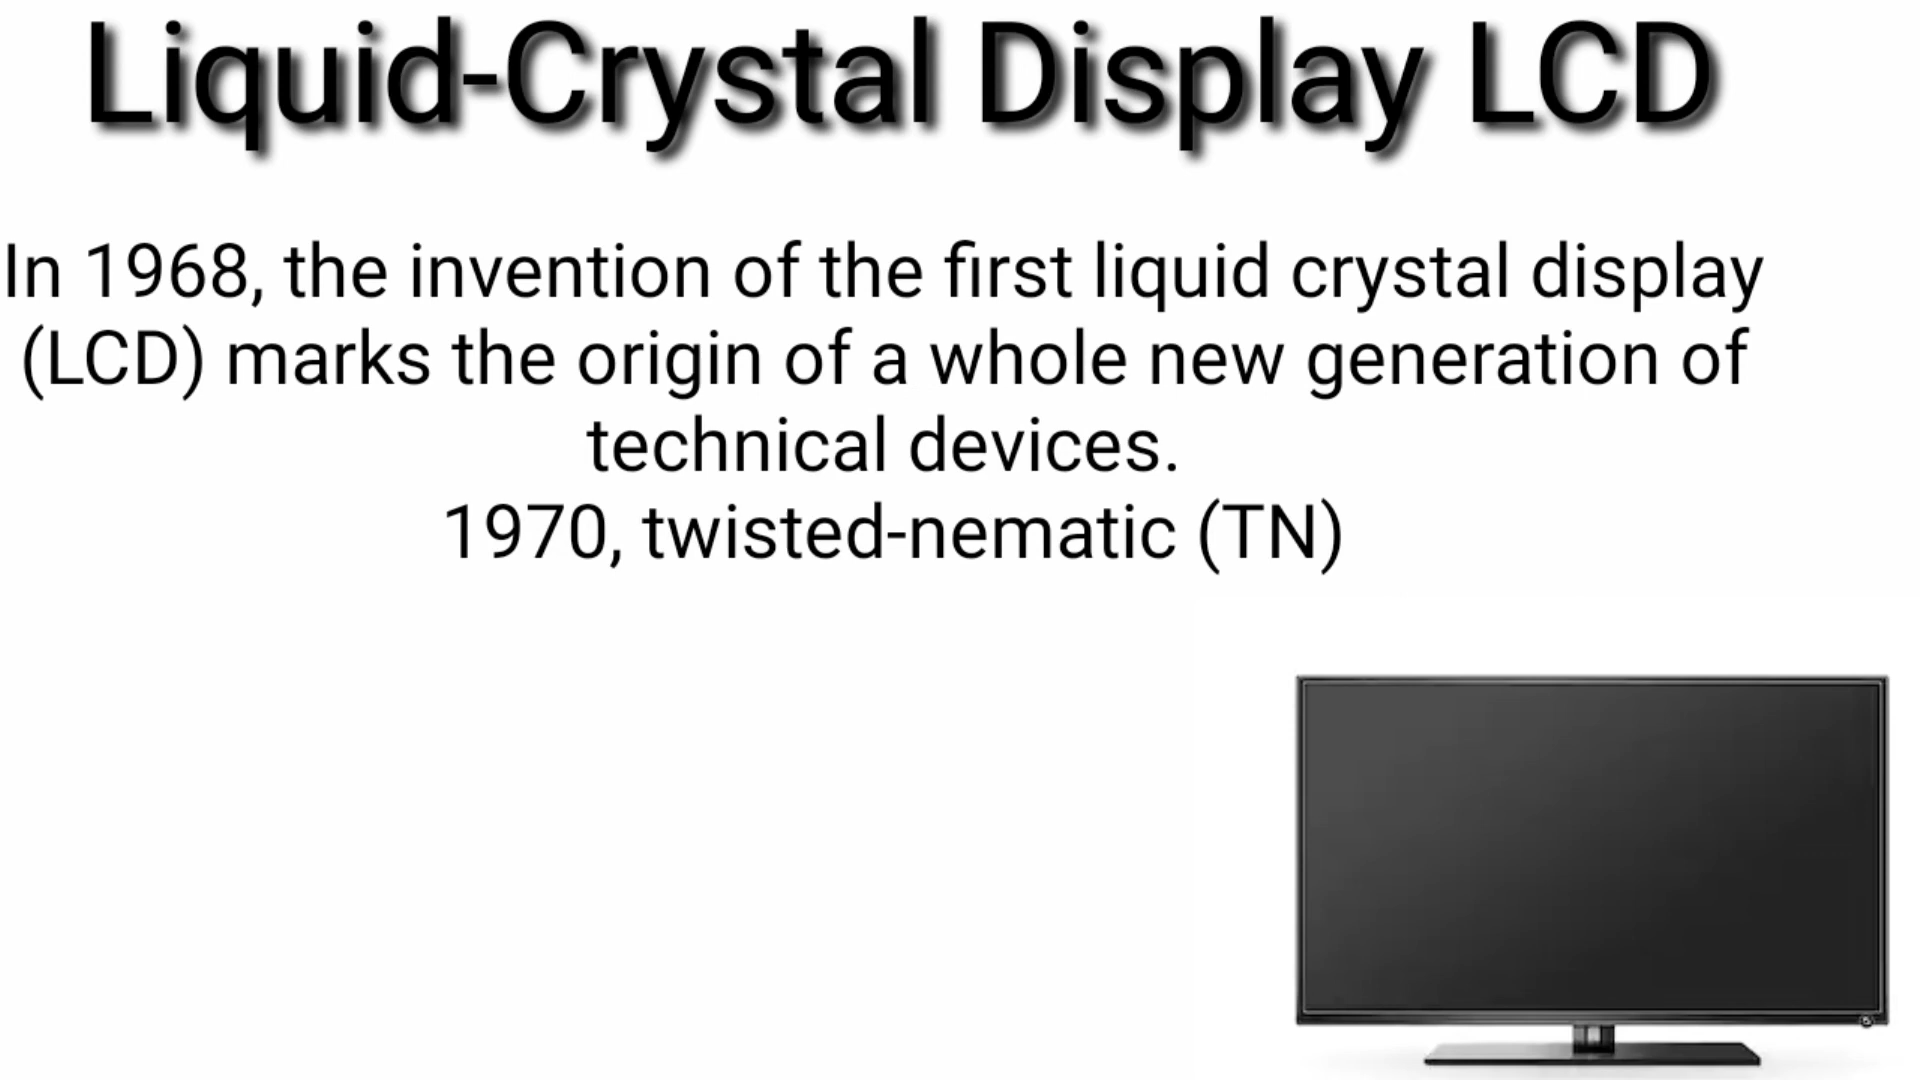 Liquid-Crystal Display LCD
In 1968, the invention of the first liquid crystal display
(LCD) marks the origin of a whole new generation of
technical devices.
1970, twisted-nematic (TN)